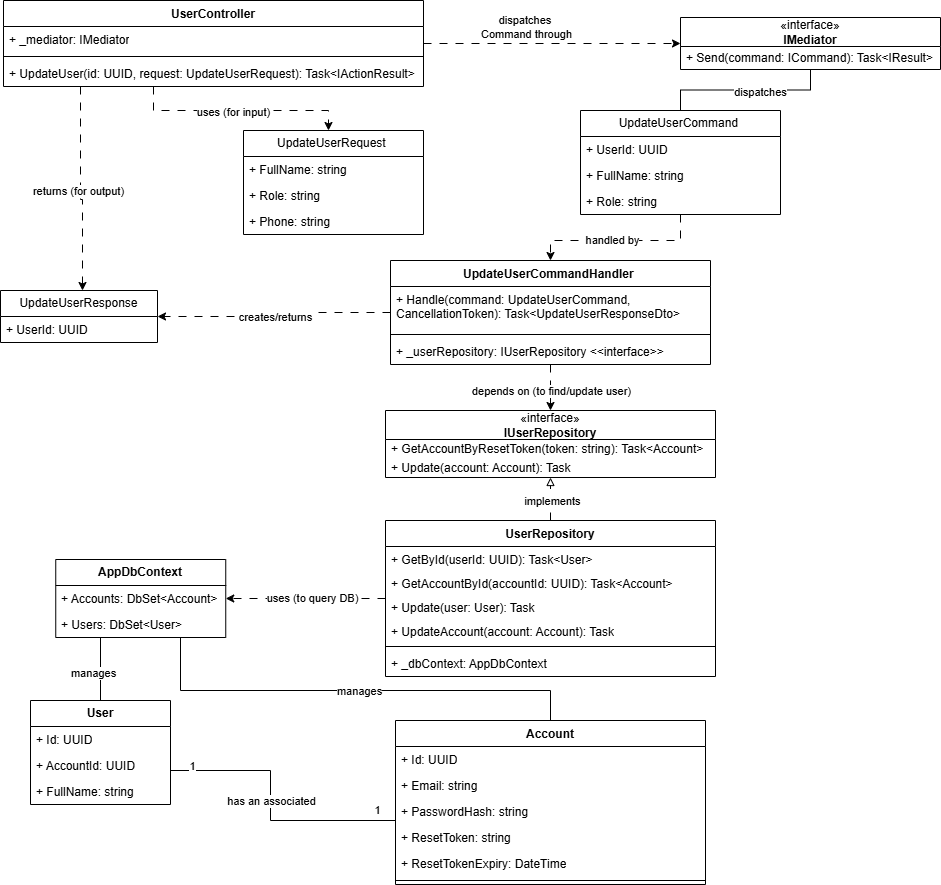 UserController
+ _mediator: IMediator
+ UpdateUser(id: UUID, request: UpdateUserRequest): Task<IActionResult>
dispatches
Command through
«interface»
IMediator
+ Send(command: ICommand): Task<IResult>
dispatches
uses (for input)
UpdateUserRequest
+ FullName: string
+ Role: string
+ Phone: string
UpdateUserCommand
+ UserId: UUID
+ FullName: string
+ Role: string
returns (for output)
handled by
UpdateUserCommandHandler
+ Handle(command: UpdateUserCommand,
CancellationToken): Task<UpdateUserResponseDto>
+ _userRepository: IUserRepository <<interface>>
UpdateUserResponse
+ UserId: UUID
creates/returns
depends on (to find/update user)
«interface»
IUserRepository
+ GetAccountByResetToken(token: string): Task<Account>
+ Update(account: Account): Task
implements
UserRepository
+ GetById(userId: UUID): Task<User>
+ GetAccountById(accountId: UUID): Task<Account>
+ Update(user: User): Task
+ UpdateAccount(account: Account): Task
+ _dbContext: AppDbContext
uses (to query DB)
AppDbContext
+ Accounts: DbSet<Account>
+ Users: DbSet<User>
manages
manages
User
+ Id: UUID
+ AccountId: UUID
+ FullName: string
1
has an associated
1
Account
+ Id: UUID
+ Email: string
+ PasswordHash: string
+ ResetToken: string
+ ResetTokenExpiry: DateTime